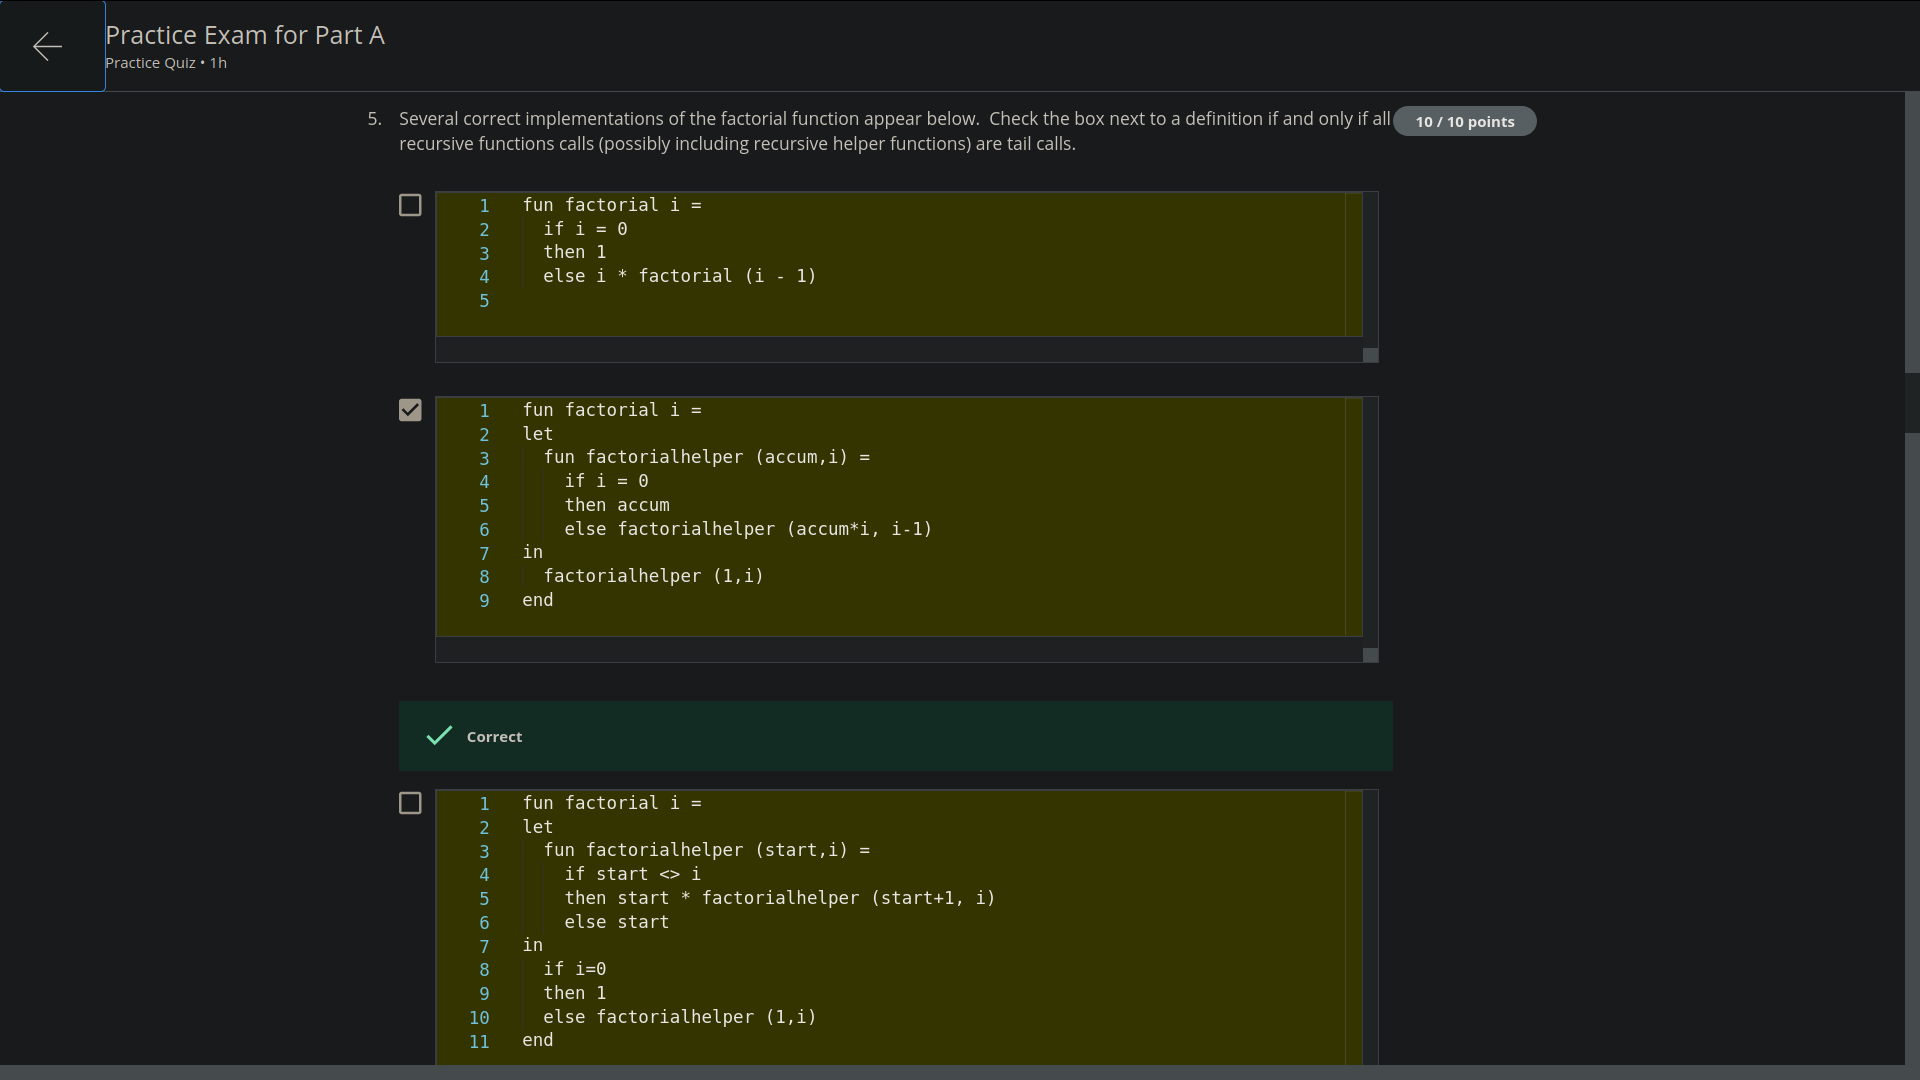 Practice Exam for Part A
Practice Quiz • 1h
5. Several correct implementations of the factorial function appear below. Check the box next to a definition if and only if all
recursive functions calls (possibly including recursive helper functions) are tail calls.
10 / 10 points
1 fun factorial i =
2 if i = 0
3 then 1
4 else i * factorial (i - 1)
5
1 fun factorial i =
2 let
3 fun factorialhelper (accum,i) =
4 if i = 0
5 then accum
6 else factorialhelper (accum*i, i-1)
7 in
8 factorialhelper (1,i)
9 end
Correct
1 fun factorial i =
2 let
3 fun factorialhelper (start,i) =
4 if start <> i
5 then start * factorialhelper (start+1, i)
6 else start
7 in
8 if i=0
9 then 1
10 else factorialhelper (1,i)
11 end